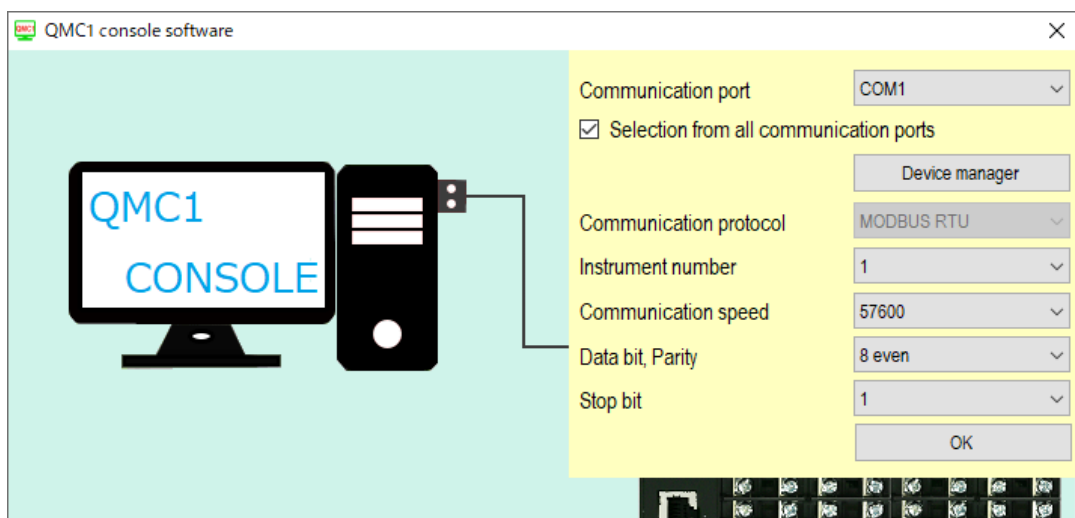 QMC1 QMC1 console software
Communication port COM1
Selection from all communication ports
Device manager
QMC1
CONSOLE
Communication protocol MODBUS RTU
Instrument number 1
Communication speed 57600
Data bit, Parity 8 even
Stop bit 1
OK